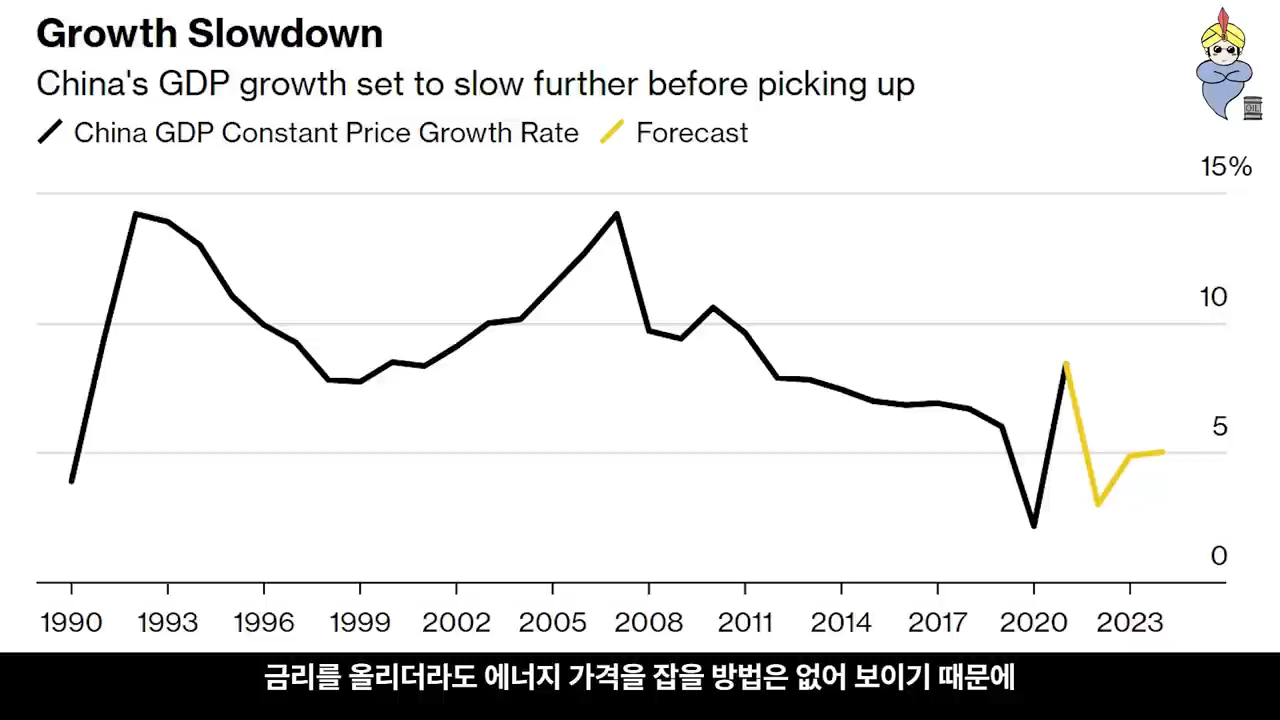 Growth Slowdown
China's GDP growth set to slow further before picking up
China GDP Constant Price Growth Rate Forecast
OIL
15%
10
5
0
1990 1993 1996 1999 2002 2005 2008 2011 2014 2017 2020 2023
금리를 올리더라도 에너지 가격을 잡을 방법은 없어 보이기 때문에